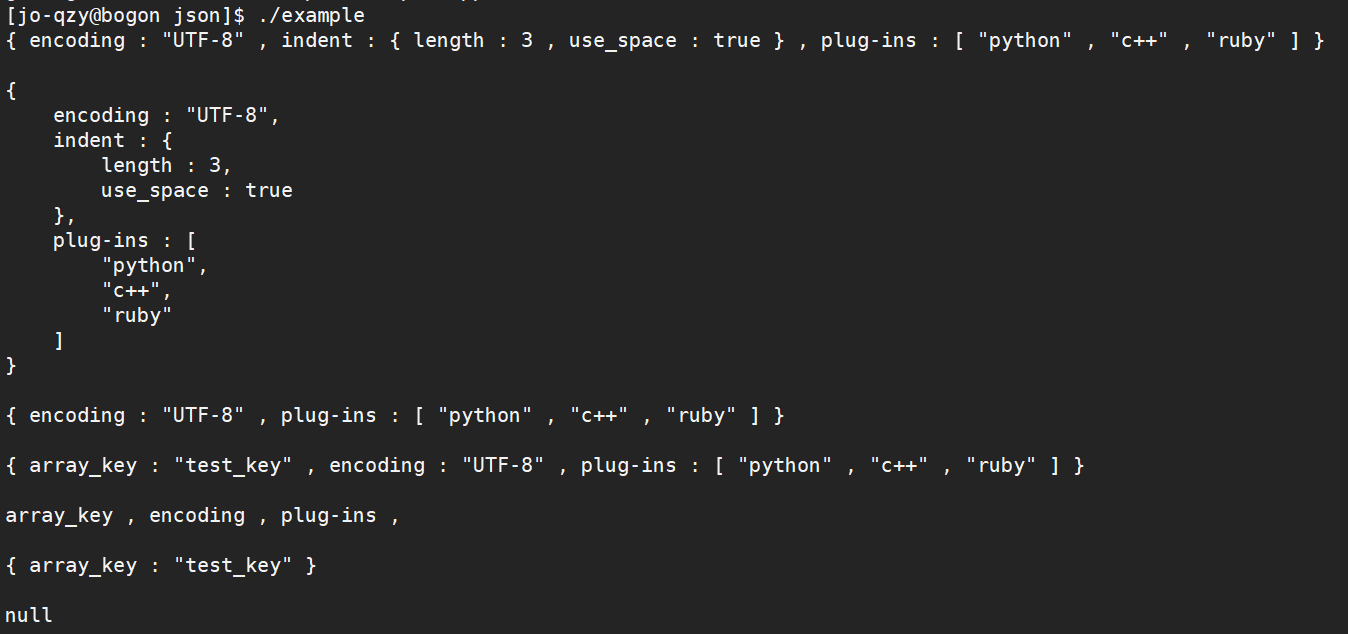 [jo-qzy@bogon json]$ ./example
{ encoding : "UTF-8" , indent : { length : 3 , use_space : true } , plug-ins : [ "python" , "c++" , "ruby" ] }

{
    encoding : "UTF-8",
    indent : {
        length : 3,
        use_space : true
    },
    plug-ins : [
        "python",
        "c++",
        "ruby"
    ]
}

{ encoding : "UTF-8" , plug-ins : [ "python" , "c++" , "ruby" ] }

{ array_key : "test_key" , encoding : "UTF-8" , plug-ins : [ "python" , "c++" , "ruby" ] }

array_key , encoding , plug-ins ,

{ array_key : "test_key" }

null